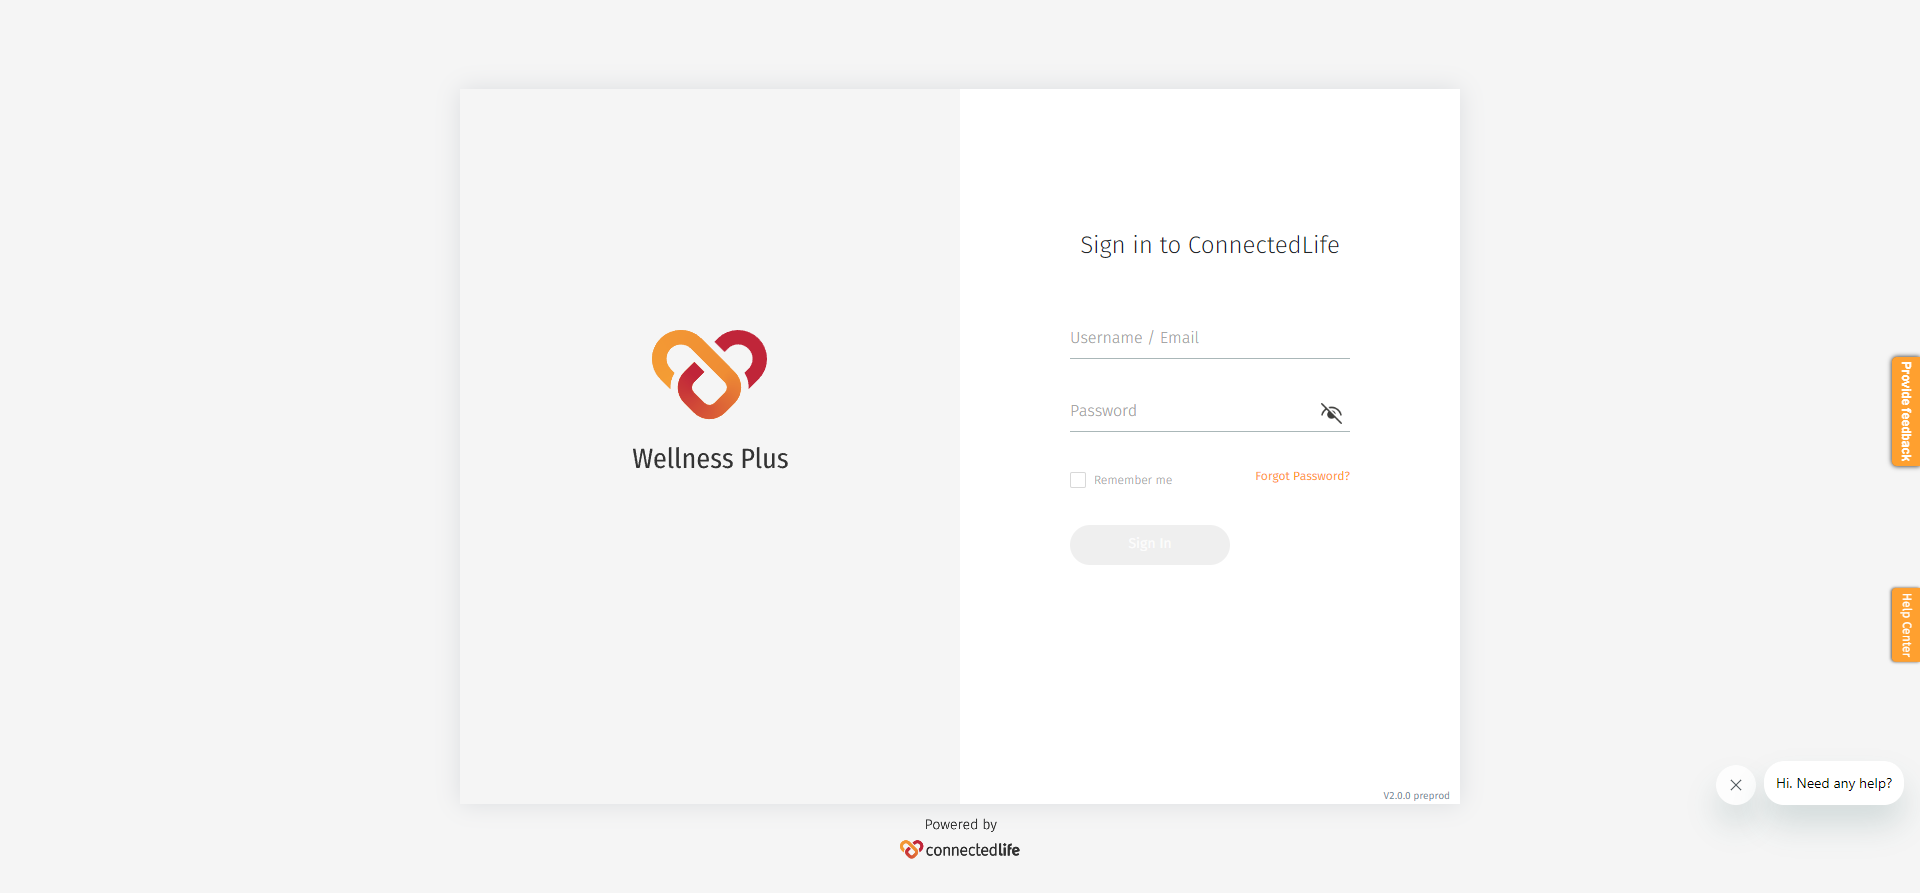 Sign in to ConnectedLife
Username / Email
Password
Wellness Plus
Remember me
Forgot Password?
Sign In
Provide feedback
Help Center
Hi. Need any help?
V2.0.0 preprod
Powered by
connectedlife